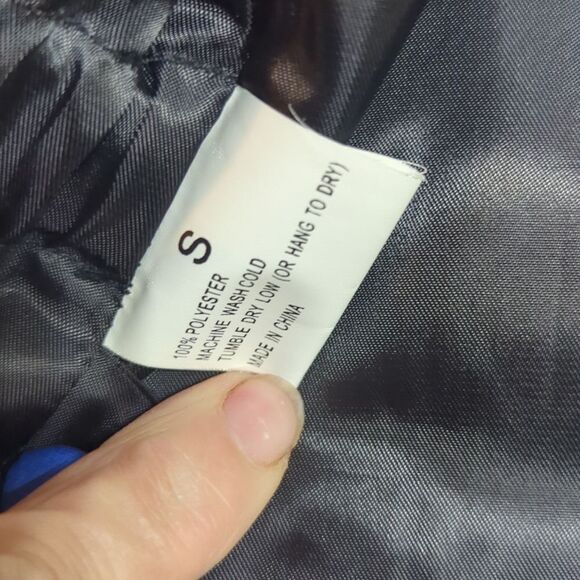 S
100% POLYESTER
MACHINE WASH COLD
TUMBLE DRY LOW (OR HANG TO DRY)
MADE IN CHINA